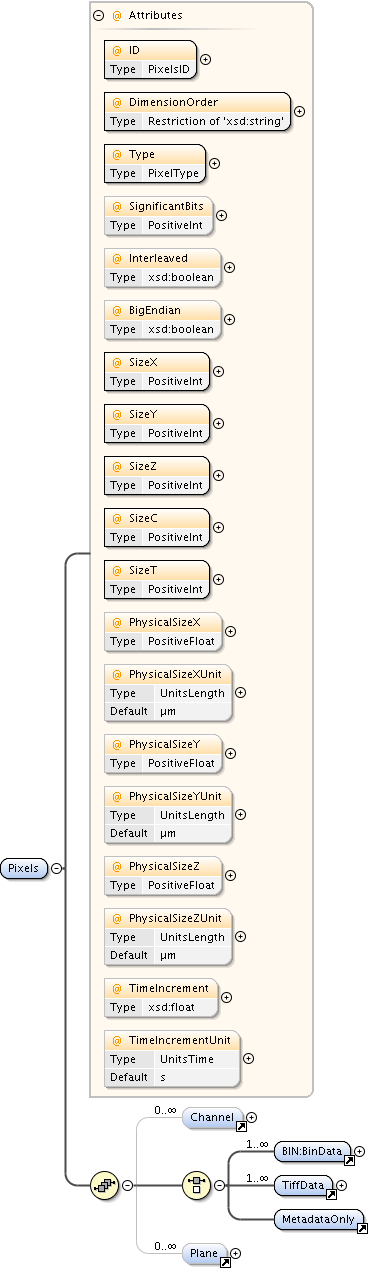 @ Attributes
@ ID
Type PixelsID
@ DimensionOrder
Type Restriction of 'xsd:string'
@ Type
Type PixelType
@ SignificantBits
Type PositiveInt
@ Interleaved
Type xsd:boolean
@ BigEndian
Type xsd:boolean
@ SizeX
Type PositiveInt
@ SizeY
Type PositiveInt
@ SizeZ
Type PositiveInt
@ SizeC
Type PositiveInt
@ SizeT
Type PositiveInt
@ PhysicalSizeX
Type PositiveFloat
@ PhysicalSizeXUnit
Type UnitsLength
Default µm
@ PhysicalSizeY
Type PositiveFloat
@ PhysicalSizeYUnit
Type UnitsLength
Default µm
@ PhysicalSizeZ
Type PositiveFloat
@ PhysicalSizeZUnit
Type UnitsLength
Default µm
@ TimeIncrement
Type xsd:float
@ TimeIncrementUnit
Type UnitsTime
Default s
Pixels
0..∞ Channel
1..∞ BIN:BinData
1..∞ TiffData
MetadataOnly
0..∞ Plane